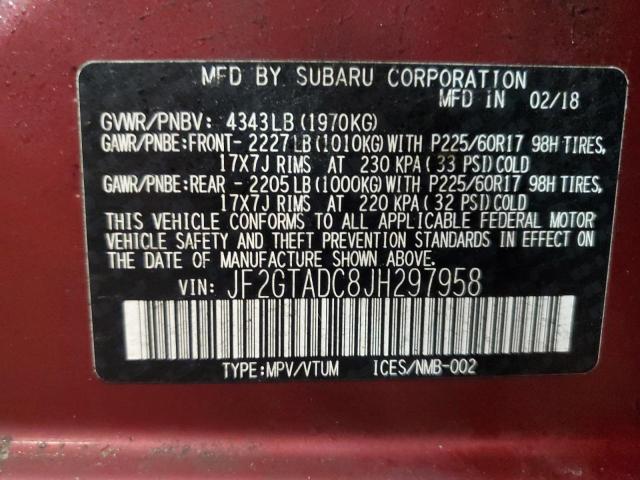 MFD BY SUBARU CORPORATION
MFD IN 02/18
GVWR/PNBV: 4343LB(1970KG)
GAWR/PNBE:FRONT- 2227LB(1010KG)WITH P225/60R17 98H TIRES,
17X7J RIMS AT 230 KPA(33 PSI)COLD
GAWR/PNBE:REAR - 2205LB(1000KG)WITH P225/60R17 98H TIRES,
17X7J RIMS AT 220 KPA(32 PSI)COLD
THIS VEHICLE CONFORMS TO ALL APPLICABLE FEDERAL MOTOR
VEHICLE SAFETY AND THEFT PREVENTION STANDARDS IN EFFECT
ON THE DATE OF MANUFACTURE SHOWN ABOVE.
VIN: JF2GTADC8JH297958
TYPE:MPV/VTUM ICES/NMB-002